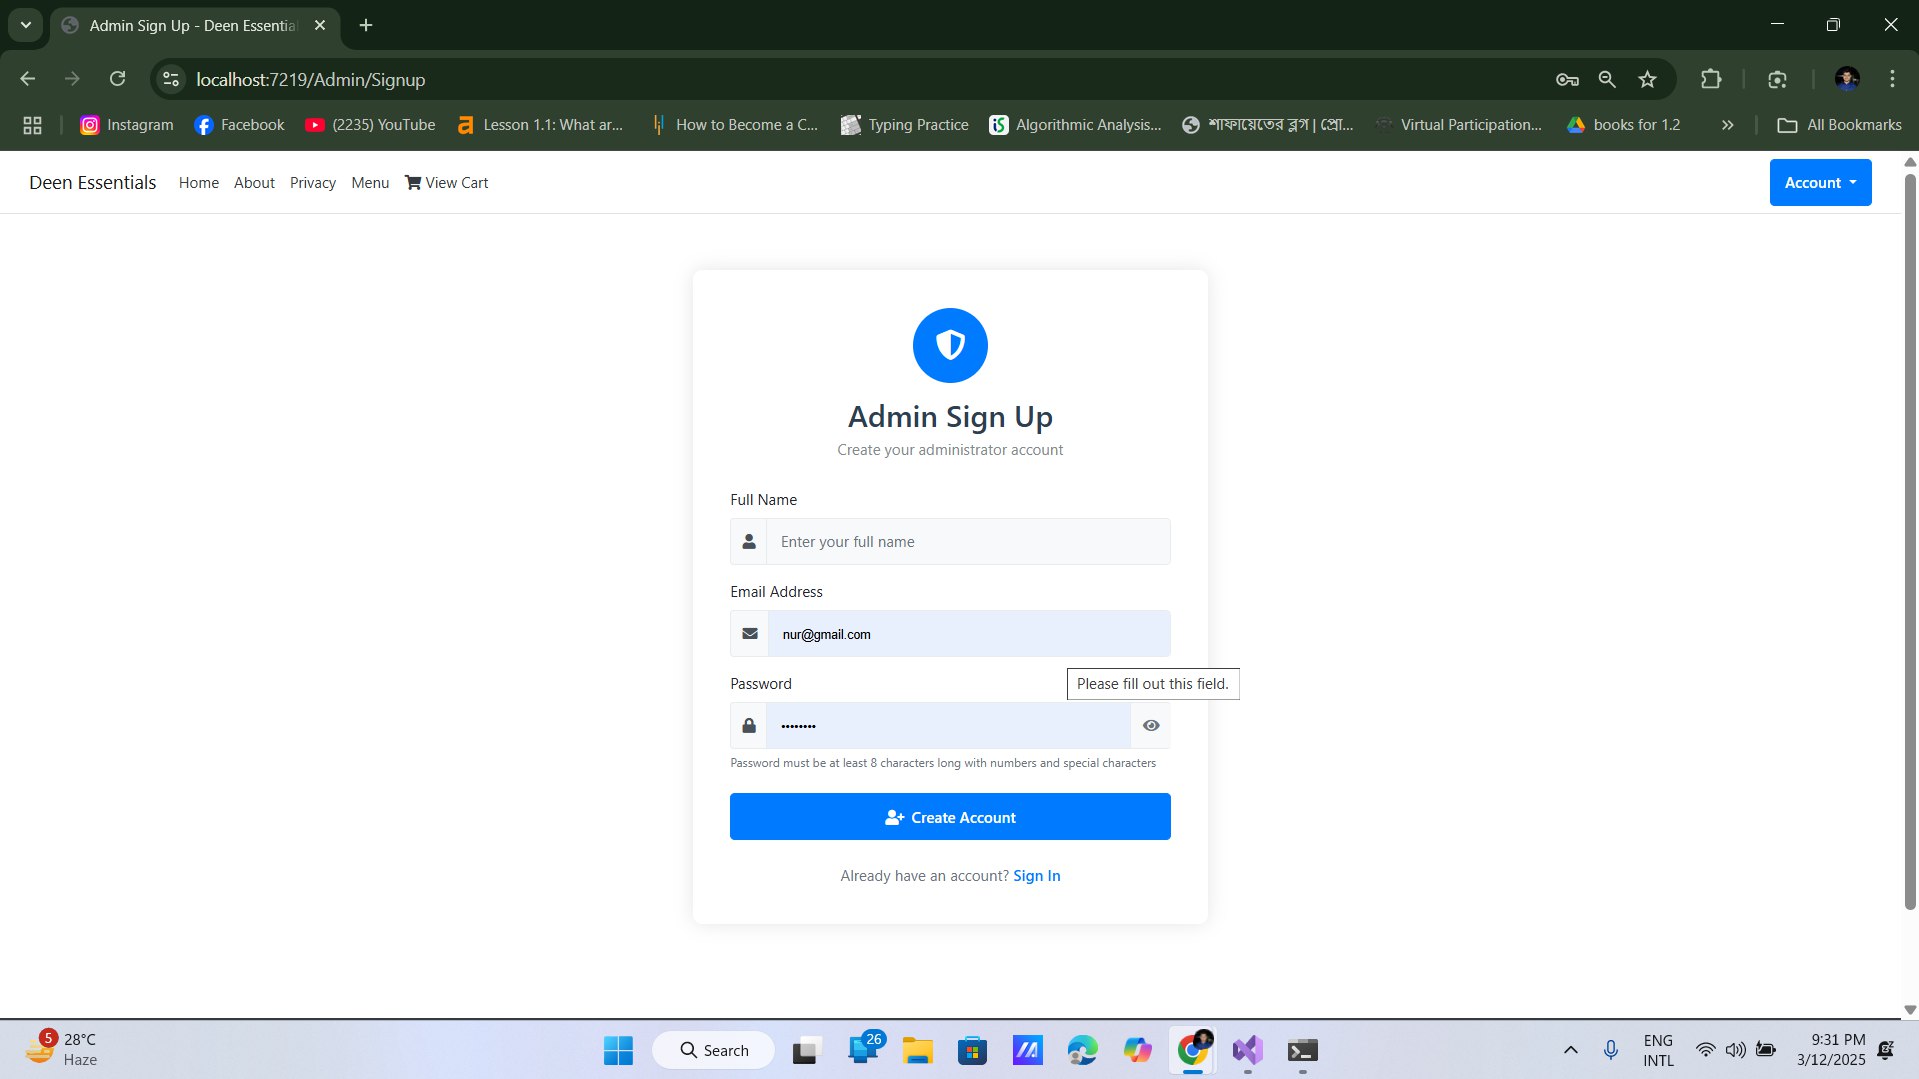 Admin Sign Up - Deen Essentia
localhost:7219/Admin/Signup
Instagram Facebook (2235) YouTube Lesson 1.1: What ar... How to Become a C... Typing Practice Algorithmic Analysis... শাফায়েতের ব্লগ | প্রো... Virtual Participation... books for 1.2 » All Bookmarks
Deen Essentials Home About Privacy Menu View Cart Account
Admin Sign Up
Create your administrator account
Full Name
Enter your full name
Email Address
nur@gmail.com
Password
Please fill out this field.
••••••••
Password must be at least 8 characters long with numbers and special characters
Create Account
Already have an account? Sign In
5 28°C
Haze
Search
26
ENG
INTL
9:31 PM
3/12/2025